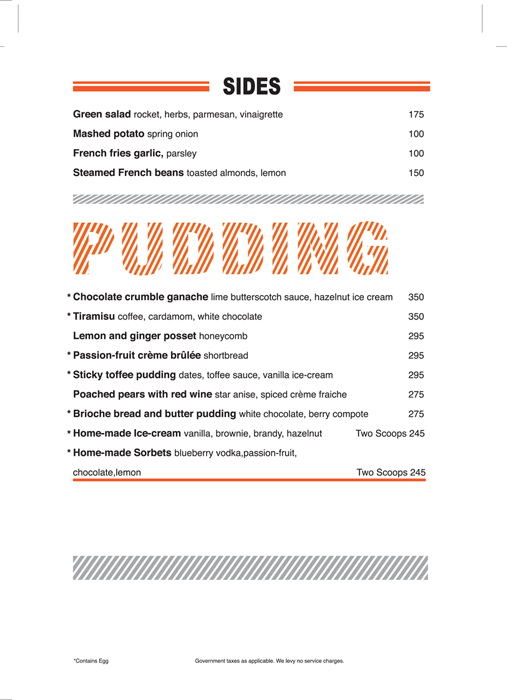 SIDES
Green salad rocket, herbs, parmesan, vinaigrette 175
Mashed potato spring onion 100
French fries garlic, parsley 100
Steamed French beans toasted almonds, lemon 150
PUDDING
* Chocolate crumble ganache lime butterscotch sauce, hazelnut ice cream 350
* Tiramisu coffee, cardamom, white chocolate 350
Lemon and ginger posset honeycomb 295
* Passion-fruit crème brûlée shortbread 295
* Sticky toffee pudding dates, toffee sauce, vanilla ice-cream 295
Poached pears with red wine star anise, spiced crème fraiche 275
* Brioche bread and butter pudding white chocolate, berry compote 275
* Home-made Ice-cream vanilla, brownie, brandy, hazelnut Two Scoops 245
* Home-made Sorbets blueberry vodka,passion-fruit,
chocolate,lemon Two Scoops 245
*Contains Egg Government taxes as applicable. We levy no service charges.